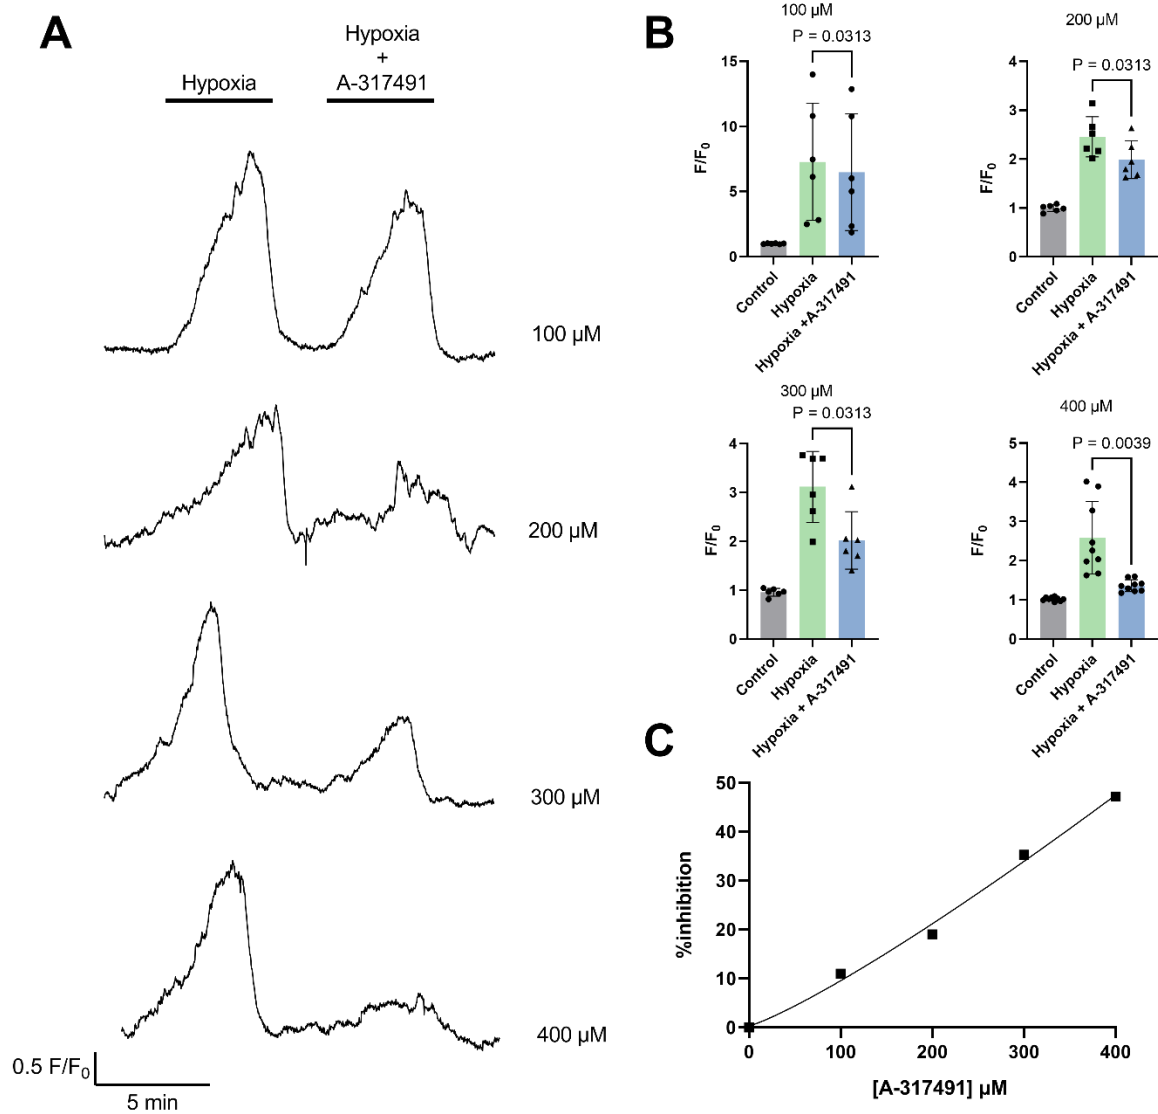 A
Hypoxia
Hypoxia
+
A-317491
100 µM
200 µM
300 µM
400 µM
0.5 F/F0
5 min
B
100 µM
P = 0.0313
15
10
5
0
F/F0
Control
Hypoxia
Hypoxia +A-317491
200 µM
P = 0.0313
4
3
2
1
0
F/F0
Control
Hypoxia
Hypoxia + A-317491
300 µM
P = 0.0313
4
3
2
1
0
F/F0
Control
Hypoxia
Hypoxia + A-317491
400 µM
P = 0.0039
5
4
3
2
1
0
F/F0
Control
Hypoxia
Hypoxia + A-317491
C
50
40
30
20
10
0
%inhibition
0 100 200 300 400
[A-317491] µM